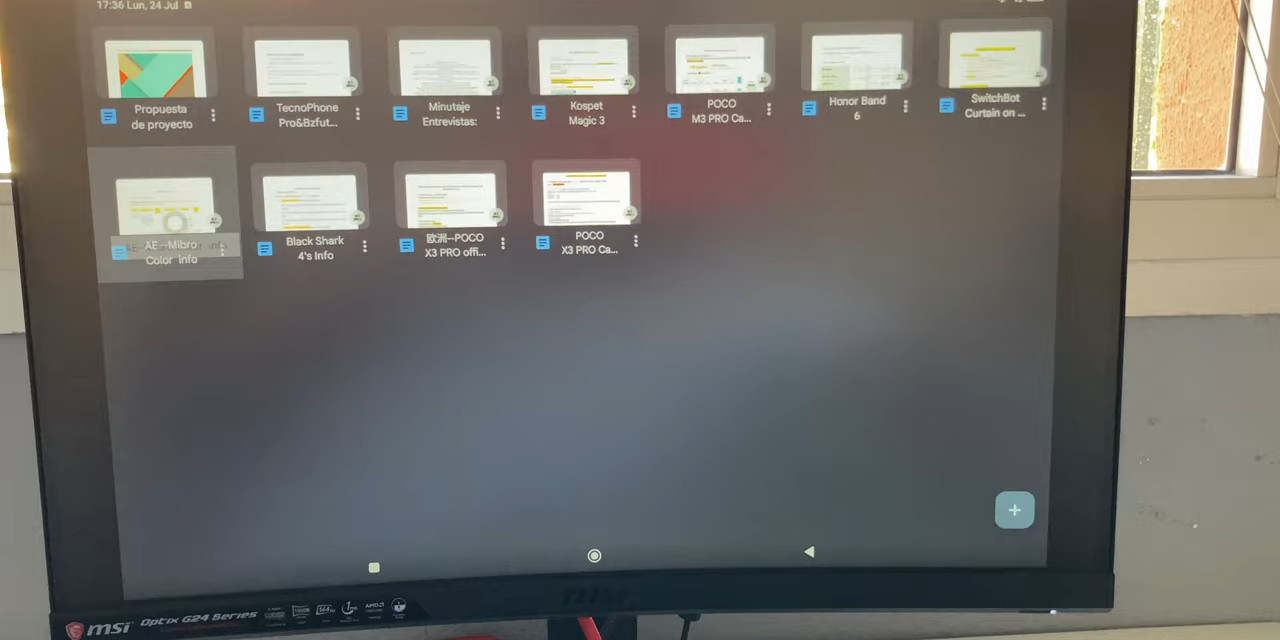 17:36 Lun, 24 Jul
Propuesta
de proyecto
TecnoPhone
Pro&Bzfut...
Minutaje
Entrevistas:
Kospet
Magic 3
POCO
M3 PRO Ca...
Honor Band
6
SwitchBot
Curtain on ...
AE--Mibro
Color info
Black Shark
4's Info
欧洲--POCO
X3 PRO offi...
POCO
X3 PRO Ca...
+
msi Optix G24 Series
msi